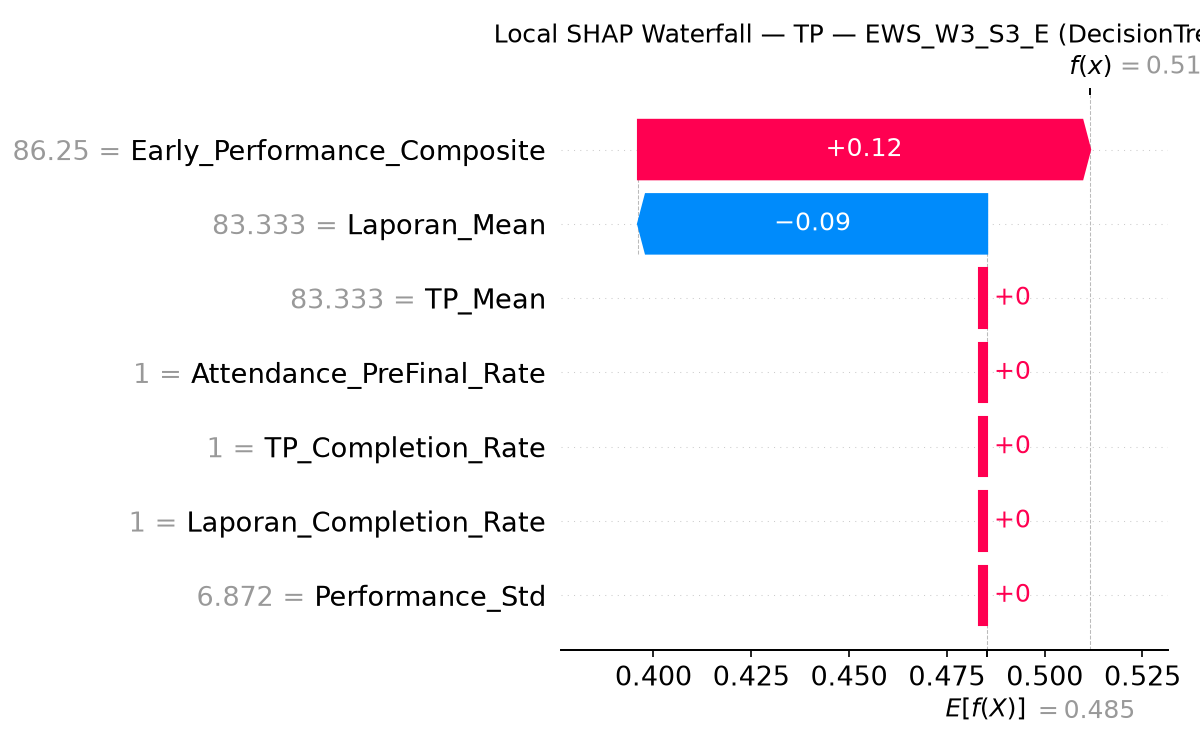 Local SHAP Waterfall — TP — EWS_W3_S3_E (DecisionTre
f(x) = 0.51
86.25 = Early_Performance_Composite
+0.12
83.333 = Laporan_Mean
−0.09
83.333 = TP_Mean
+0
1 = Attendance_PreFinal_Rate
+0
1 = TP_Completion_Rate
+0
1 = Laporan_Completion_Rate
+0
6.872 = Performance_Std
+0
0.400 0.425 0.450 0.475 0.500 0.525
E[f(X)] = 0.485